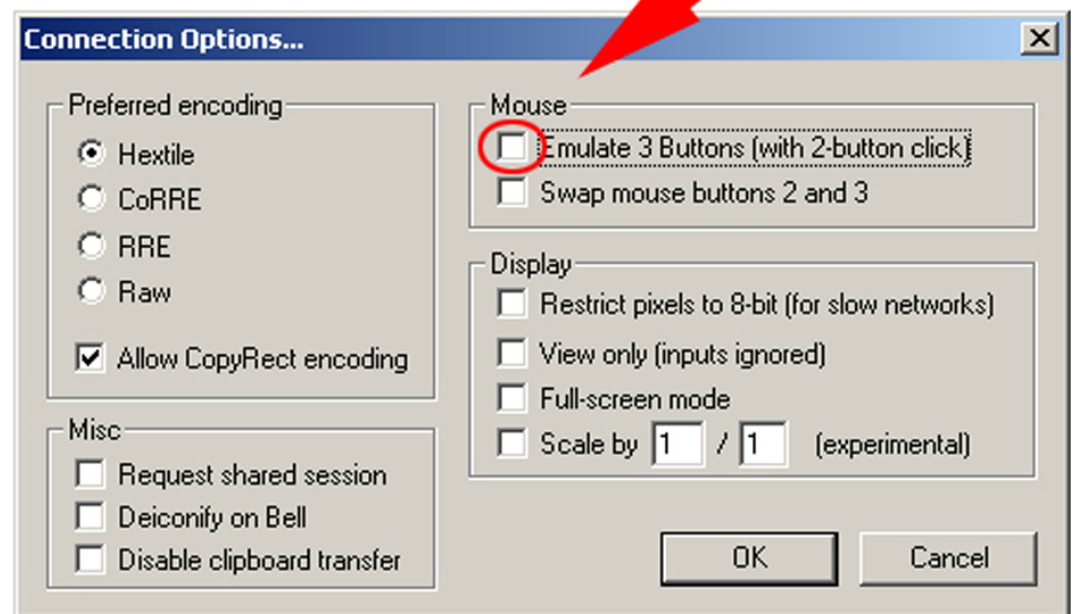 Connection Options...
Preferred encoding
Hextile
CoRRE
RRE
Raw
Allow CopyRect encoding
Misc
Request shared session
Deiconify on Bell
Disable clipboard transfer
Mouse
Emulate 3 Buttons (with 2-button click)
Swap mouse buttons 2 and 3
Display
Restrict pixels to 8-bit (for slow networks)
View only (inputs ignored)
Full-screen mode
Scale by 1 / 1 (experimental)
OK Cancel